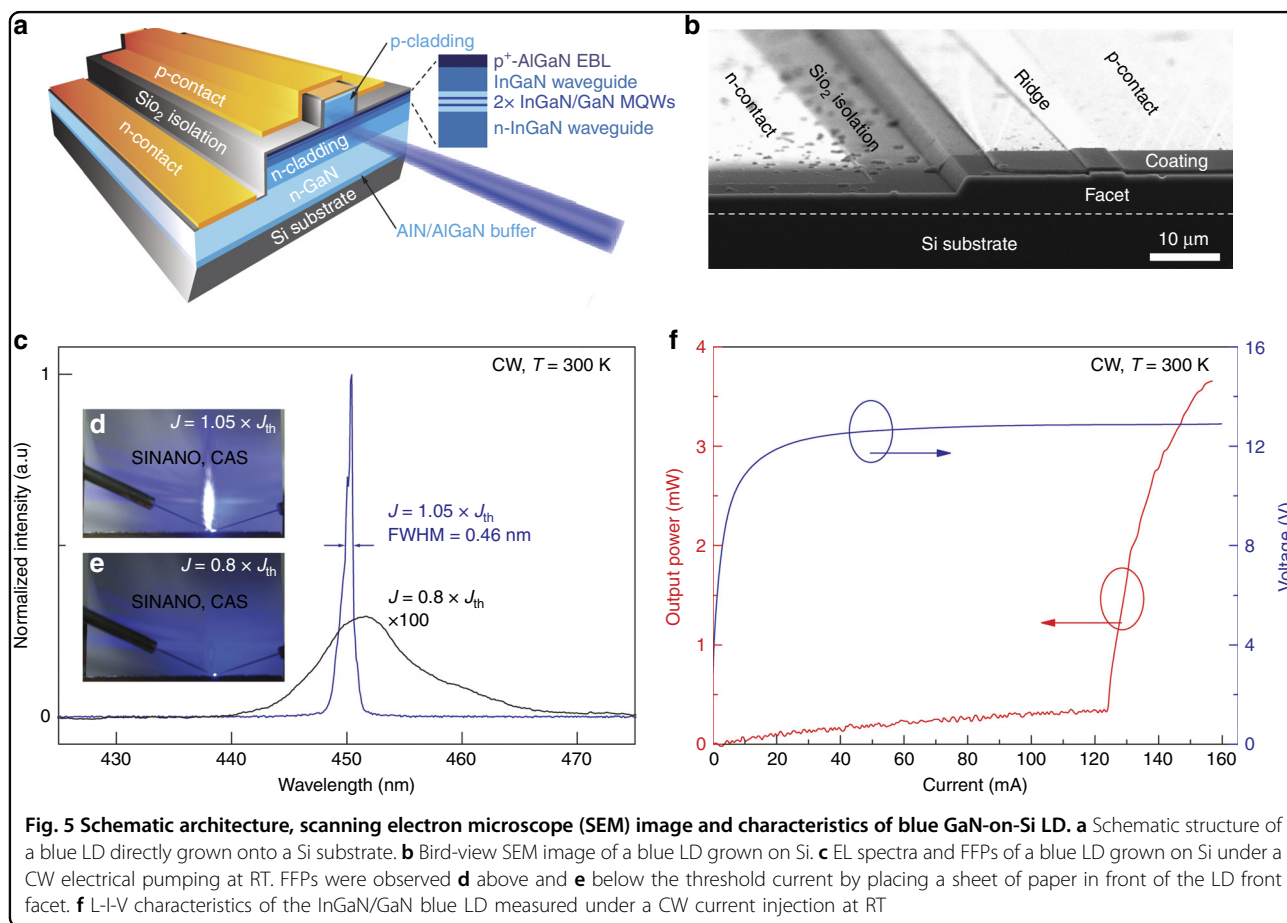 a
p-cladding
p⁺-AlGaN EBL
InGaN waveguide
2× InGaN/GaN MQWs
n-InGaN waveguide
p-contact
SiO₂ isolation
n-contact
n-cladding
n-GaN
Si substrate
AlN/AlGaN buffer
b
n-contact
SiO₂ isolation
Ridge
p-contact
Coating
Facet
Si substrate
10 μm
c
CW, T = 300 K
1
d
J = 1.05 × Jth
SINANO, CAS
J = 1.05 × Jth
FWHM = 0.46 nm
e
J = 0.8 × Jth
SINANO, CAS
J = 0.8 × Jth
×100
0
Normalized intensity (a.u)
430 440 450 460 470
Wavelength (nm)
f
CW, T = 300 K
4
3
2
1
0
Output power (mW)
16
12
8
4
0
Voltage (V)
0 20 40 60 80 100 120 140 160
Current (mA)
Fig. 5 Schematic architecture, scanning electron microscope (SEM) image and characteristics of blue GaN-on-Si LD. a Schematic structure of
a blue LD directly grown onto a Si substrate. b Bird-view SEM image of a blue LD grown on Si. c EL spectra and FFPs of a blue LD grown on Si under a
CW electrical pumping at RT. FFPs were observed d above and e below the threshold current by placing a sheet of paper in front of the LD front
facet. f L-I-V characteristics of the InGaN/GaN blue LD measured under a CW current injection at RT